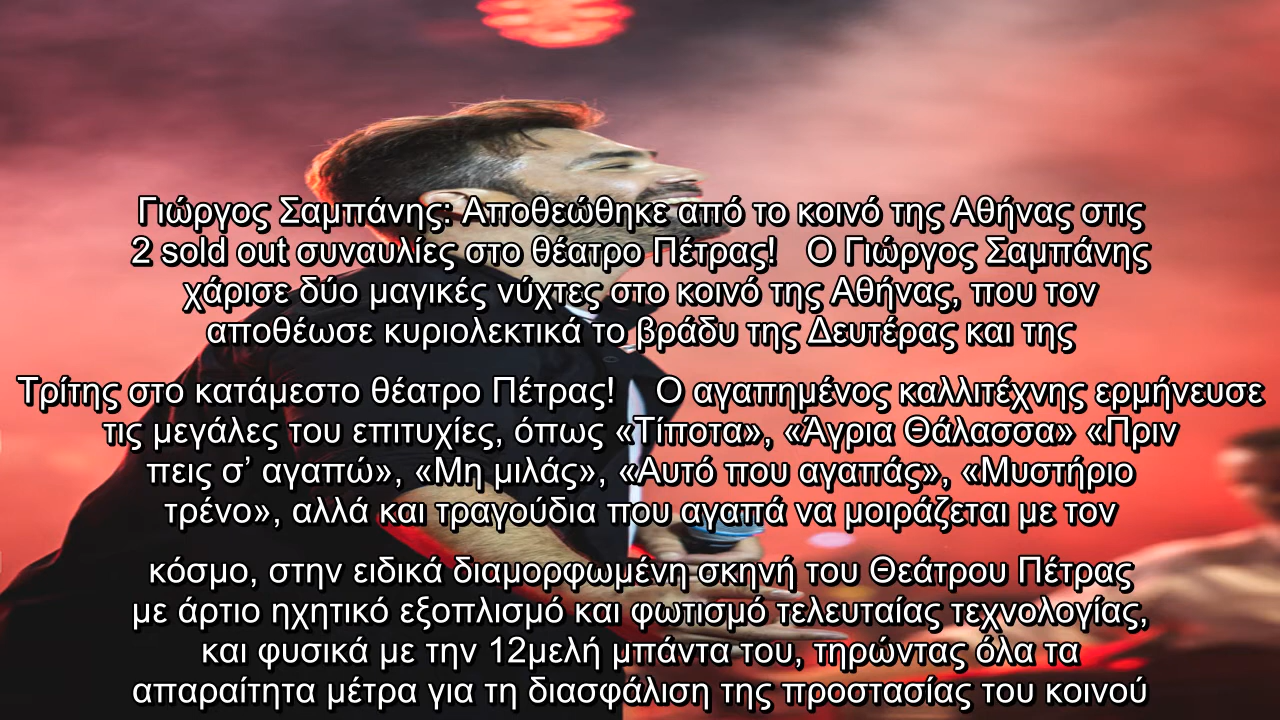 Γιώργος Σαμπάνης: Αποθεώθηκε από το κοινό της Αθήνας στις
2 sold out συναυλίες στο θέατρο Πέτρας!   Ο Γιώργος Σαμπάνης
χάρισε δύο μαγικές νύχτες στο κοινό της Αθήνας, που τον
αποθέωσε κυριολεκτικά το βράδυ της Δευτέρας και της
Τρίτης στο κατάμεστο θέατρο Πέτρας!    Ο αγαπημένος καλλιτέχνης ερμήνευσε
τις μεγάλες του επιτυχίες, όπως «Τίποτα», «Άγρια Θάλασσα» «Πριν
πεις σ’ αγαπώ», «Μη μιλάς», «Αυτό που αγαπάς», «Μυστήριο
τρένο», αλλά και τραγούδια που αγαπά να μοιράζεται με τον
κόσμο, στην ειδικά διαμορφωμένη σκηνή του Θεάτρου Πέτρας
με άρτιο ηχητικό εξοπλισμό και φωτισμό τελευταίας τεχνολογίας,
και φυσικά με την 12μελή μπάντα του, τηρώντας όλα τα
απαραίτητα μέτρα για τη διασφάλιση της προστασίας του κοινού